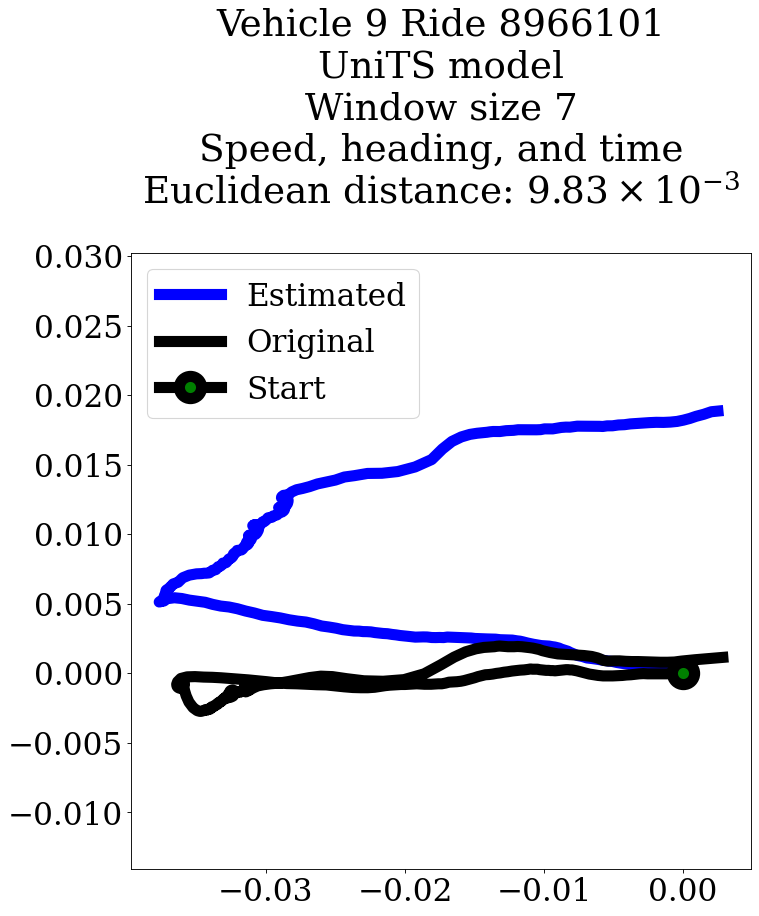 Vehicle 9 Ride 8966101
UniTS model
Window size 7
Speed, heading, and time
Euclidean distance: 9.83 × 10⁻³
0.030
0.025
0.020
0.015
0.010
0.005
0.000
−0.005
−0.010
Estimated
Original
Start
−0.03 −0.02 −0.01 0.00